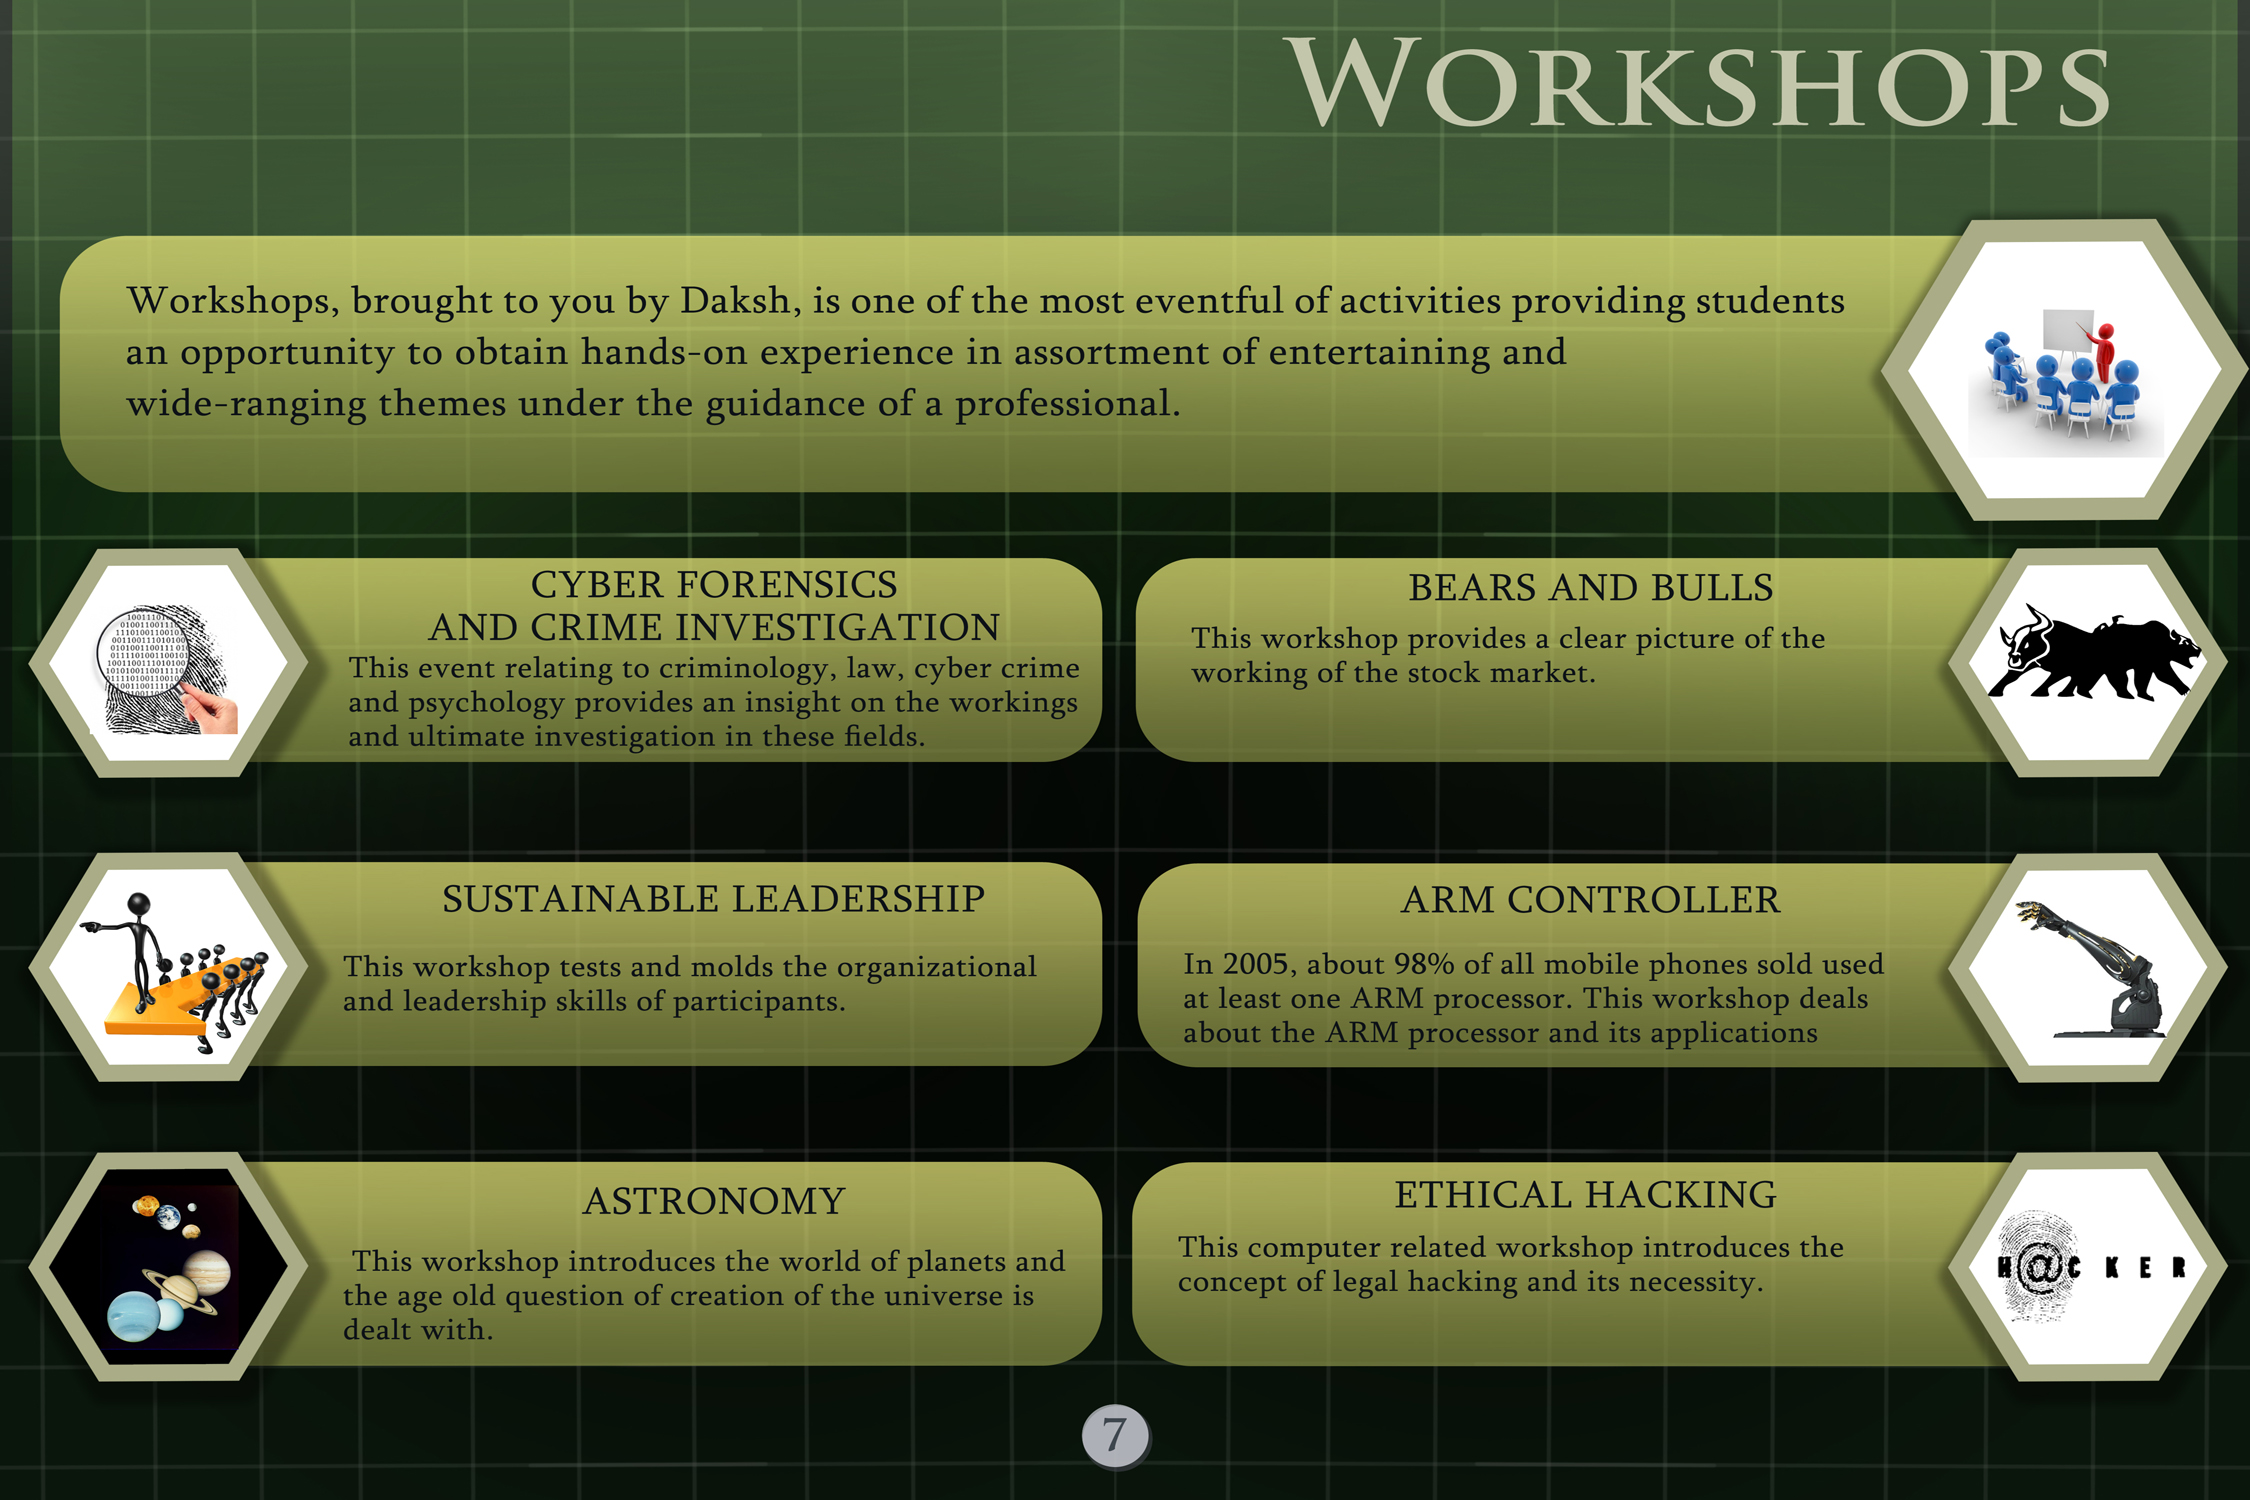 WORKSHOPS
Workshops, brought to you by Daksh, is one of the most eventful of activities providing students
an opportunity to obtain hands-on experience in assortment of entertaining and
wide-ranging themes under the guidance of a professional.
CYBER FORENSICS
AND CRIME INVESTIGATION
This event relating to criminology, law, cyber crime
and psychology provides an insight on the workings
and ultimate investigation in these fields.
BEARS AND BULLS
This workshop provides a clear picture of the
working of the stock market.
SUSTAINABLE LEADERSHIP
This workshop tests and molds the organizational
and leadership skills of participants.
ARM CONTROLLER
In 2005, about 98% of all mobile phones sold used
at least one ARM processor. This workshop deals
about the ARM processor and its applications
ASTRONOMY
This workshop introduces the world of planets and
the age old question of creation of the universe is
dealt with.
ETHICAL HACKING
This computer related workshop introduces the
concept of legal hacking and its necessity.
H@CKER
7